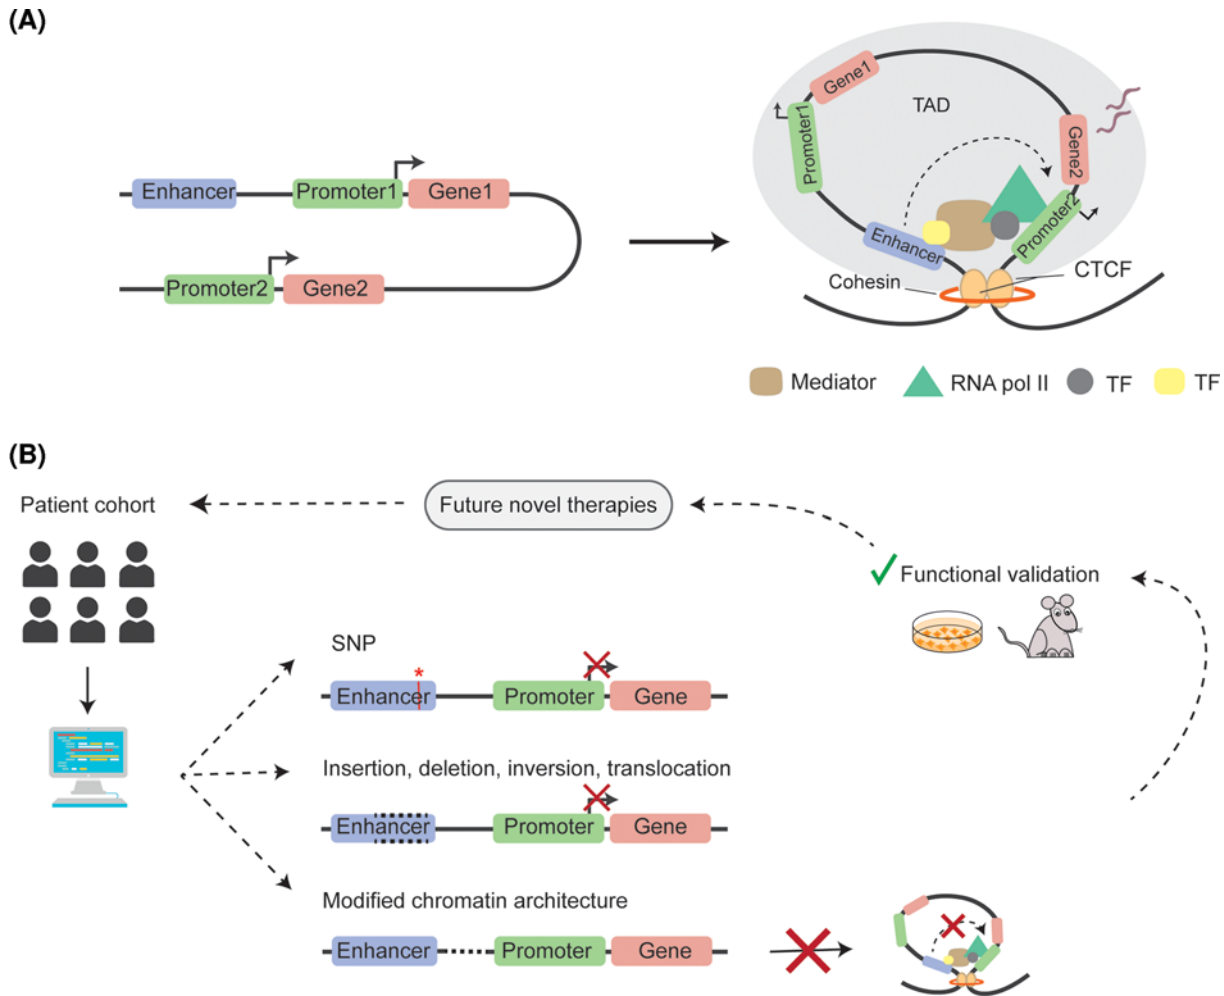 (A)
Enhancer Promoter1 Gene1
Promoter2 Gene2
Gene1
TAD
Promoter1
Gene2
Enhancer
Promoter2
Cohesin
CTCF
Mediator RNA pol II TF TF
(B)
Patient cohort
Future novel therapies
Functional validation
SNP
*
Enhancer Promoter Gene
Insertion, deletion, inversion, translocation
Enhancer Promoter Gene
Modified chromatin architecture
Enhancer Promoter Gene